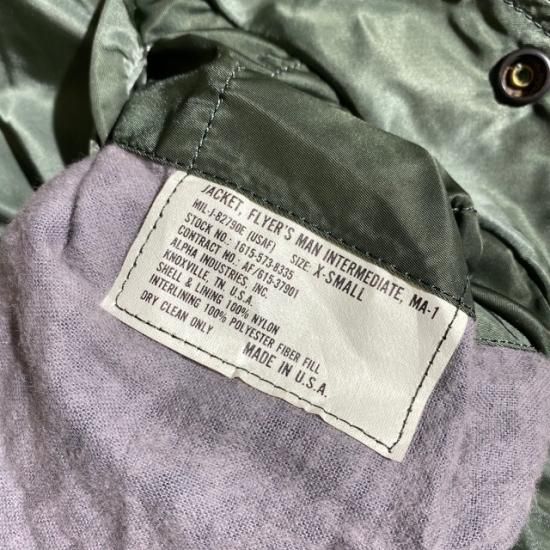 JACKET, FLYER'S MAN INTERMEDIATE, MA-1
MIL-J-82790E (USAF) SIZE: X-SMALL
STOCK NO.: 1615-573-8335
CONTRACT NO.: AF/615-37901
ALPHA INDUSTRIES, INC.
KNOXVILLE, TN. U.S.A.
SHELL & LINING 100% NYLON
INTERLINING 100% POLYESTER FIBER FILL
DRY CLEAN ONLY
MADE IN U.S.A.